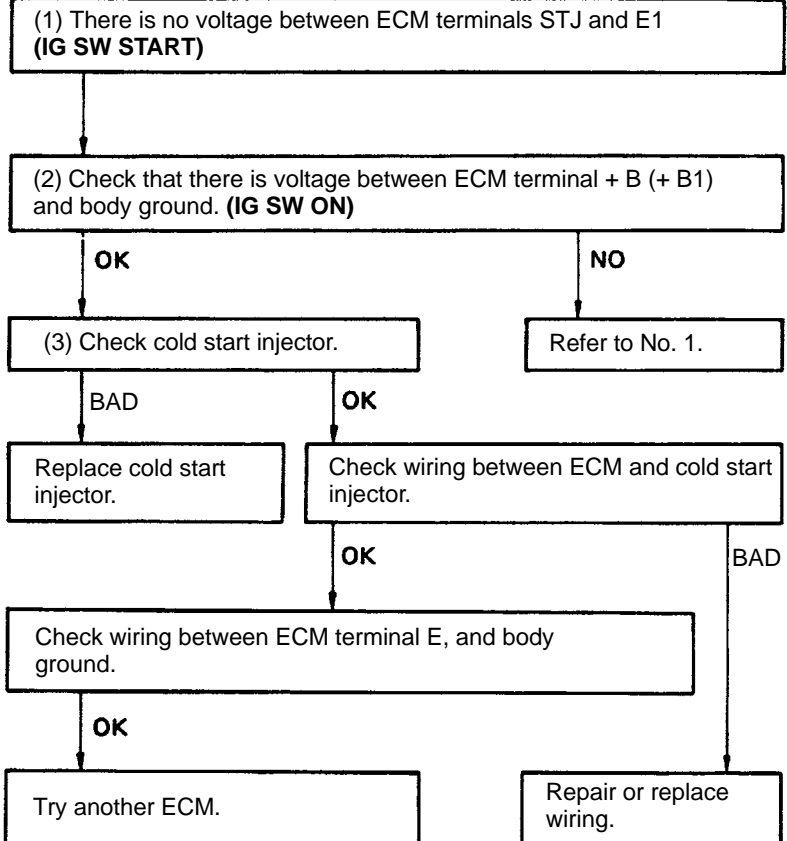 (1) There is no voltage between ECM terminals STJ and E1
(IG SW START)
(2) Check that there is voltage between ECM terminal + B (+ B1)
and body ground. (IG SW ON)
OK
NO
(3) Check cold start injector.
Refer to No. 1.
BAD
OK
Replace cold start
injector.
Check wiring between ECM and cold start
injector.
OK
BAD
Check wiring between ECM terminal E, and body
ground.
OK
Try another ECM.
Repair or replace
wiring.